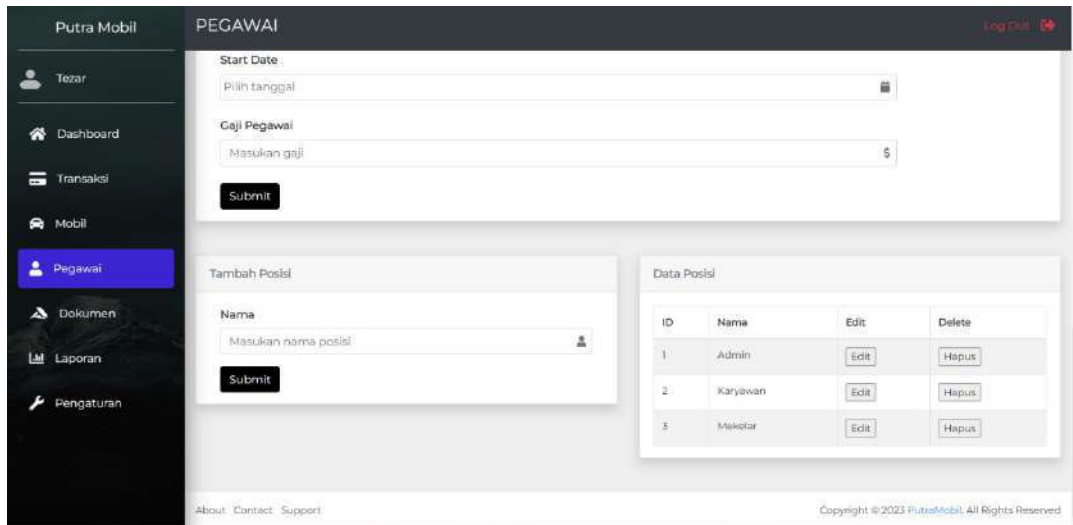 Putra Mobil
PEGAWAI
Log Out
Tezar
Dashboard
Transaksi
Mobil
Pegawai
Dokumen
Laporan
Pengaturan
Start Date
Pilih tanggal
Gaji Pegawai
Masukan gaji
$
Submit
Tambah Posisi
Nama
Masukan nama posisi
Submit
Data Posisi
ID Nama Edit Delete
1 Admin Edit Hapus
2 Karyawan Edit Hapus
3 Makelar Edit Hapus
About Contact Support
Copyright © 2023 PutraMobil. All Rights Reserved